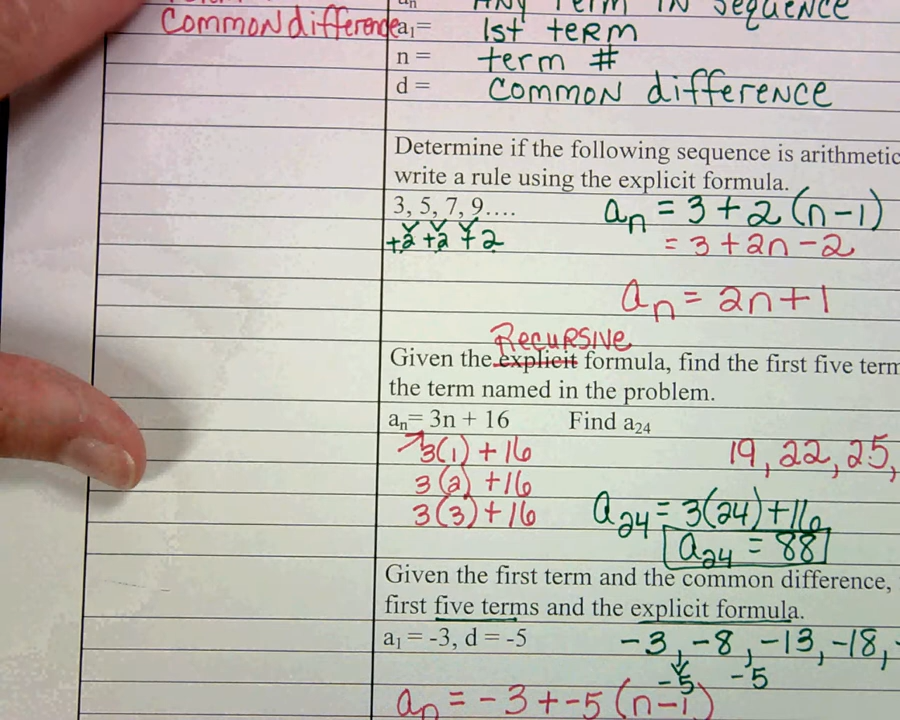 an ANY TERM IN SEQUENCE
Common difference
a1= 1st term
n = term #
d = common difference
Determine if the following sequence is arithmetic
write a rule using the explicit formula.
3, 5, 7, 9.... an = 3 + 2(n-1)
+2 +2 +2 = 3 + 2n - 2
an = 2n + 1
Recursive
Given the explicit formula, find the first five term
the term named in the problem.
an= 3n + 16 Find a24
3(1) + 16 19, 22, 25,
3(2) + 16
3(3) + 16 a24 = 3(24) + 16
a24 = 88
Given the first term and the common difference,
first five terms and the explicit formula.
a1 = -3, d = -5 -3, -8, -13, -18, -
-5 -5
an = -3 + -5(n-1)